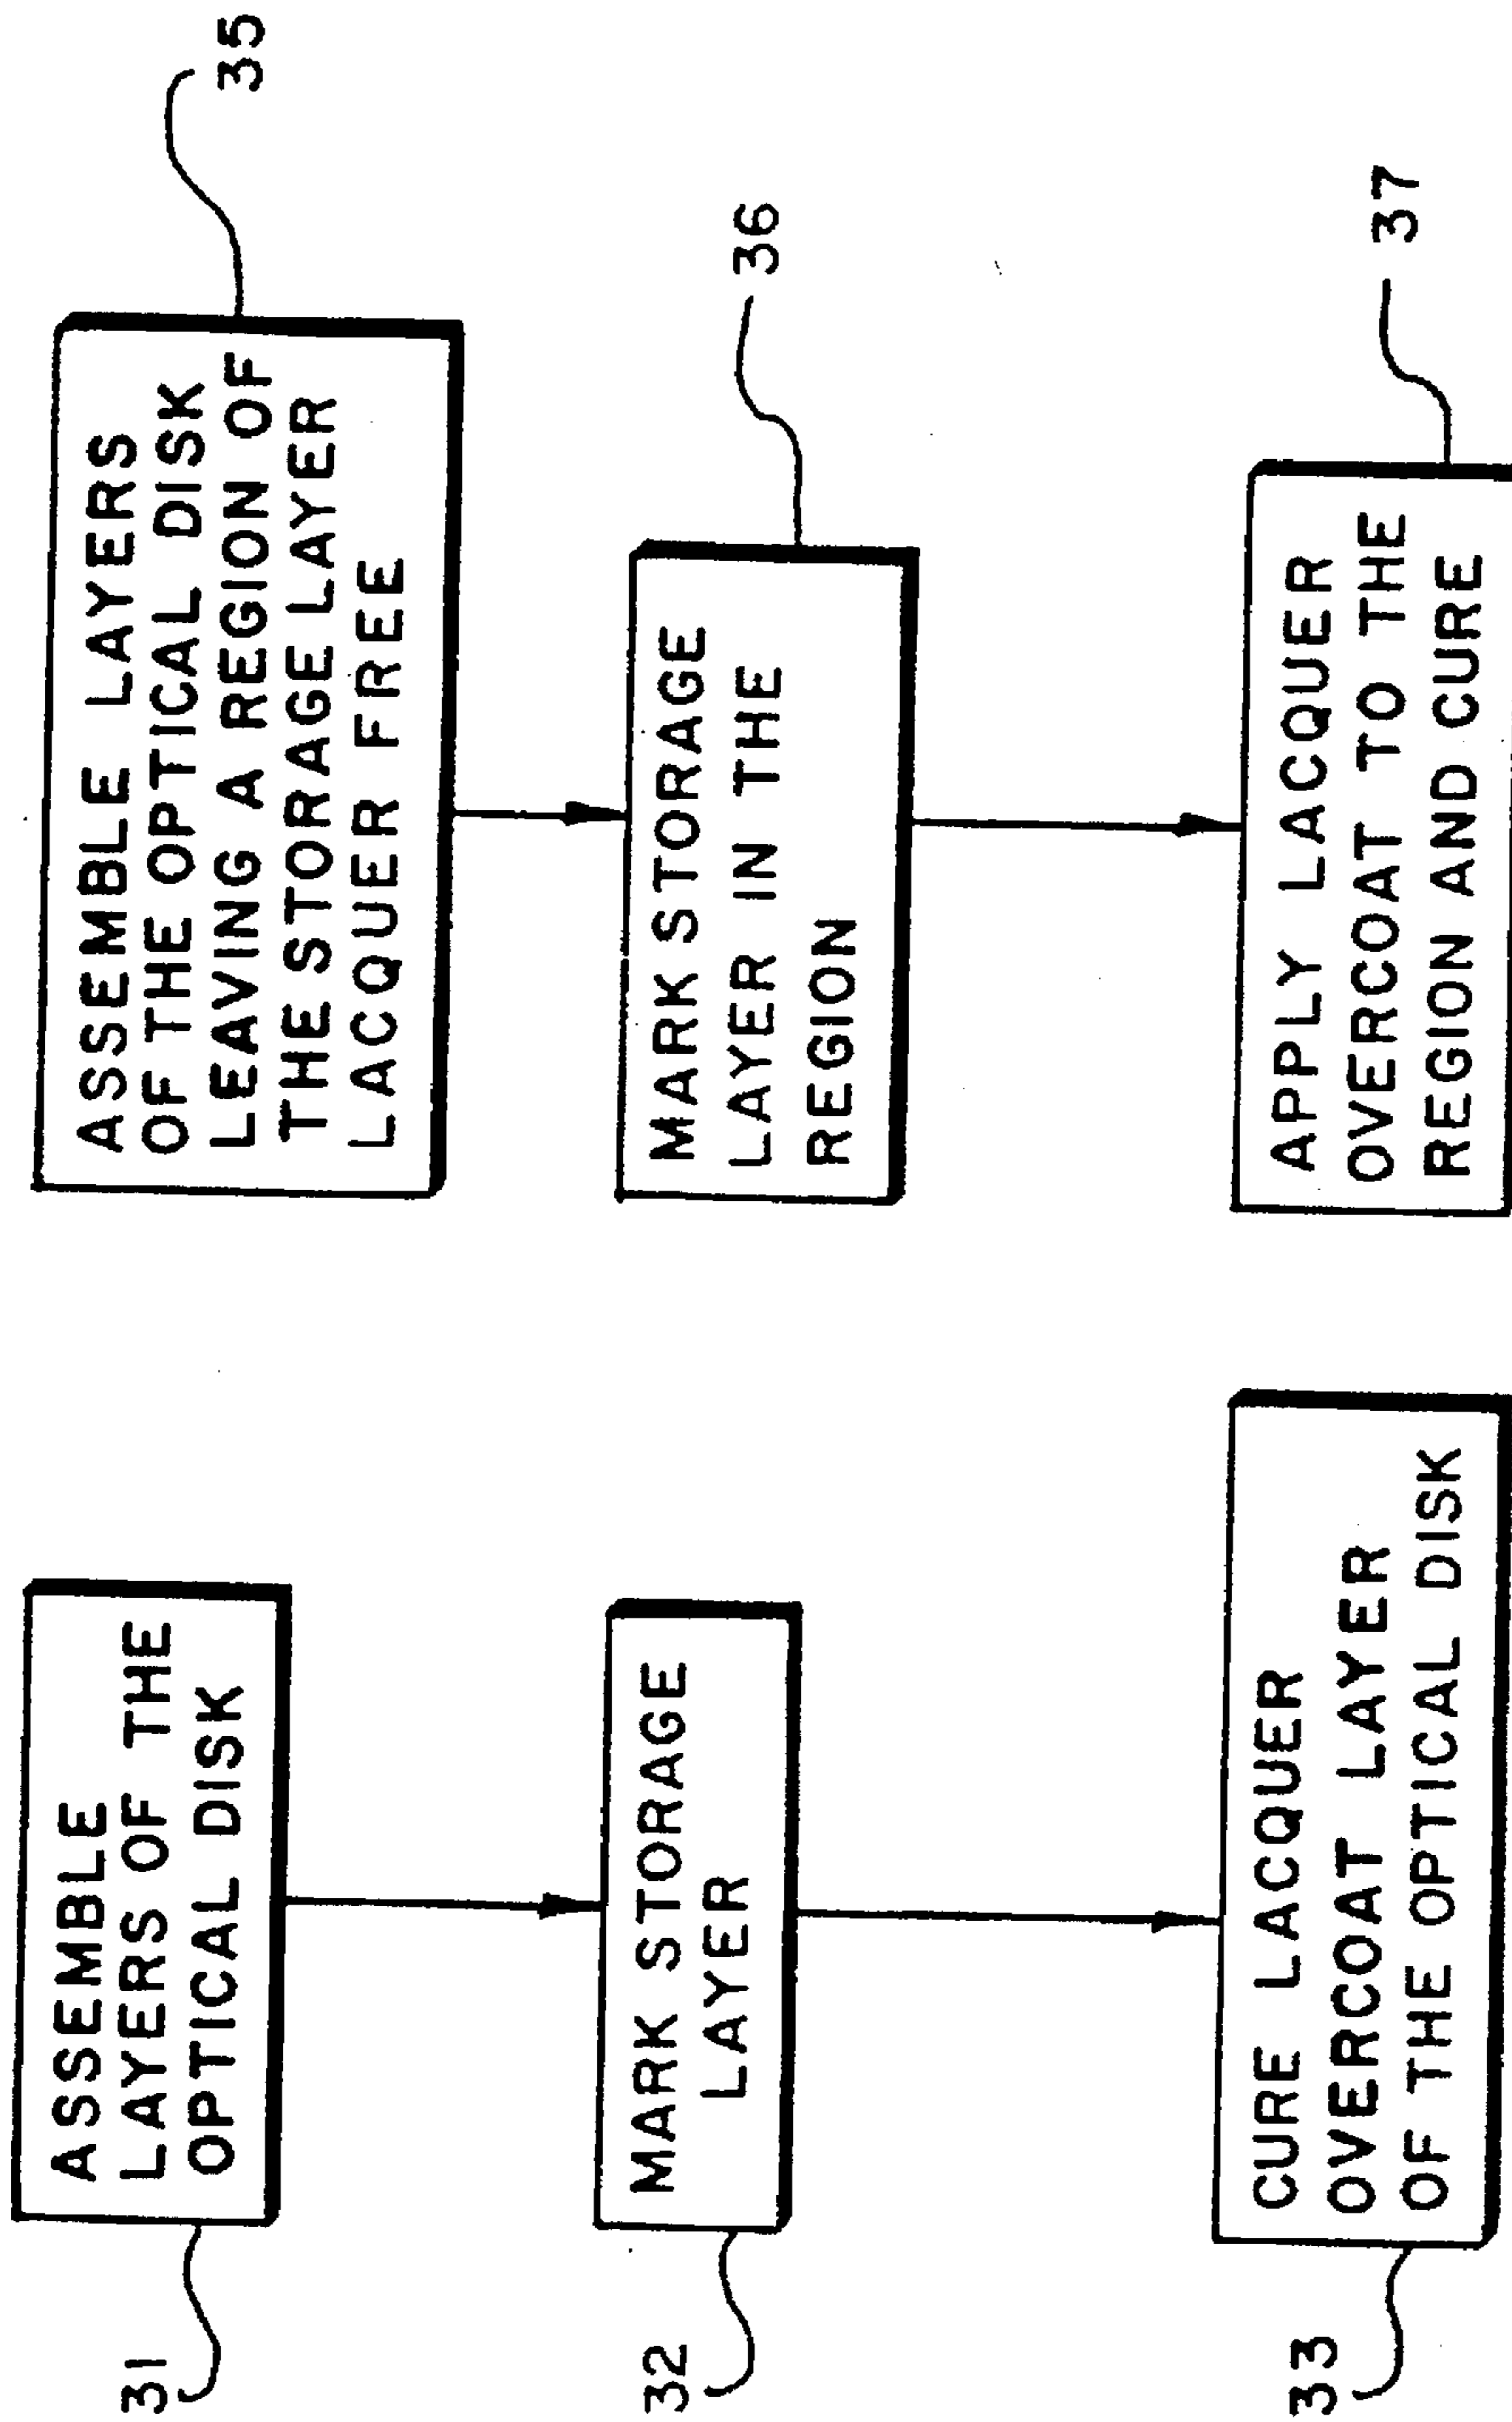 31
ASSEMBLE
LAYERS OF THE
OPTICAL DISK
32
MARK STORAGE
LAYER
33
CURE LACQUER
OVERCOAT LAYER
OF THE OPTICAL DISK
ASSEMBLE LAYERS
OF THE OPTICAL DISK
LEAVING A REGION OF
THE STORAGE LAYER
LACQUER FREE
35
MARK STORAGE
LAYER IN THE
REGION
36
APPLY LACQUER
OVERCOAT TO THE
REGION AND CURE
37